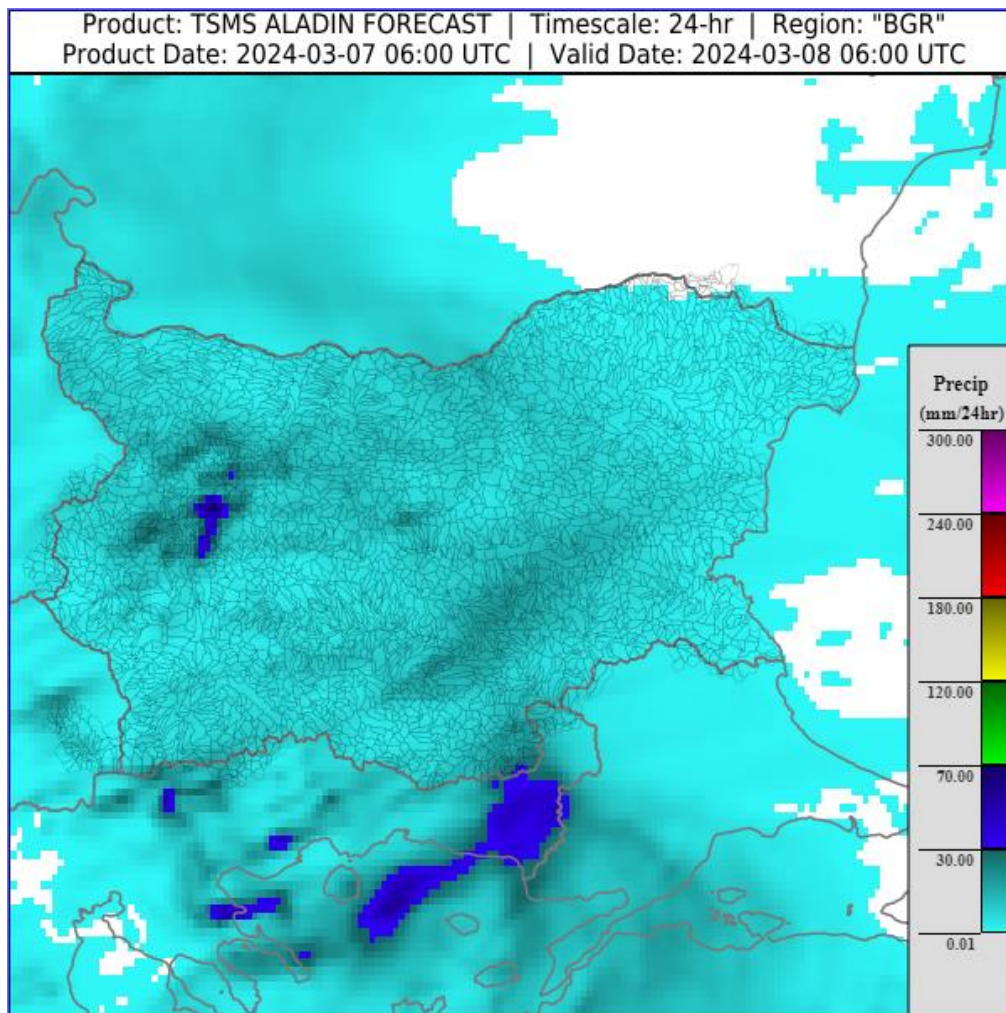 Product: TSMS ALADIN FORECAST | Timescale: 24-hr | Region: "BGR"
Product Date: 2024-03-07 06:00 UTC | Valid Date: 2024-03-08 06:00 UTC
Precip
(mm/24hr)
300.00
240.00
180.00
120.00
70.00
30.00
0.01